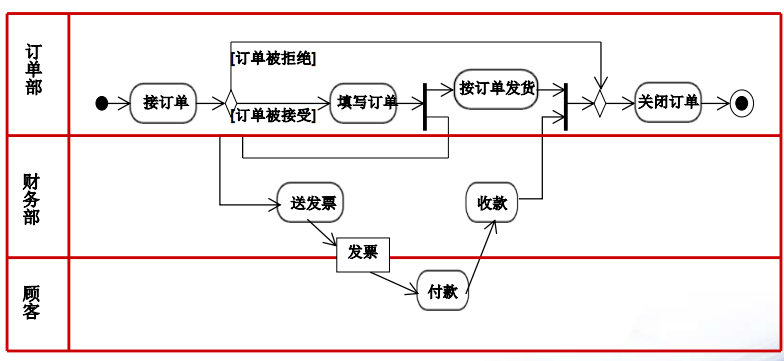 订单部
[订单被拒绝]
接订单
[订单被接受]
填写订单
按订单发货
关闭订单
财务部
送发票
收款
发票
顾客
付款